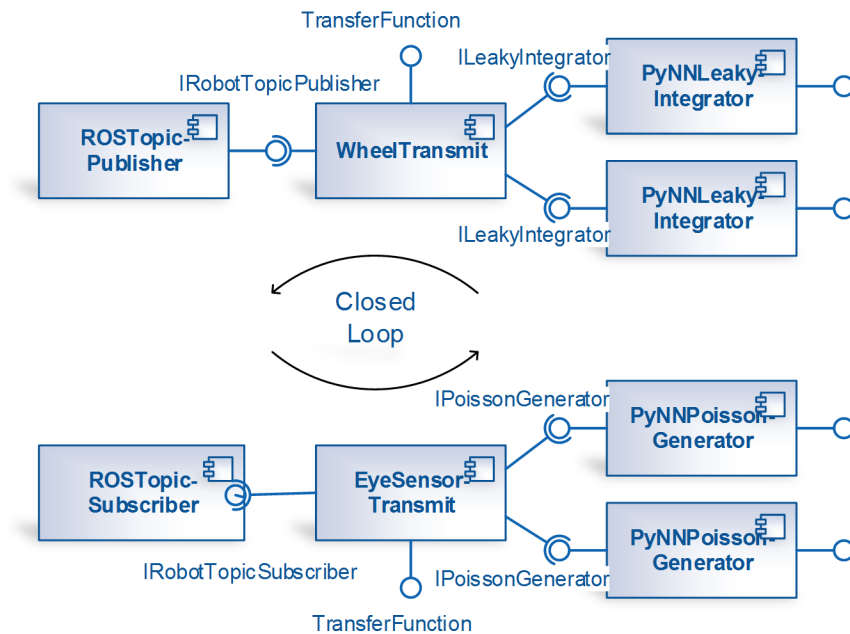 TransferFunction
ILeakyIntegrator
IRobotTopicPublisher
PyNNLeaky-
Integrator
ROSTopic-
Publisher
WheelTransmit
PyNNLeaky-
Integrator
ILeakyIntegrator
Closed
Loop
IPoissonGenerator
PyNNPoisson-
Generator
ROSTopic-
Subscriber
EyeSensor-
Transmit
PyNNPoisson-
Generator
IRobotTopicSubscriber
IPoissonGenerator
TransferFunction